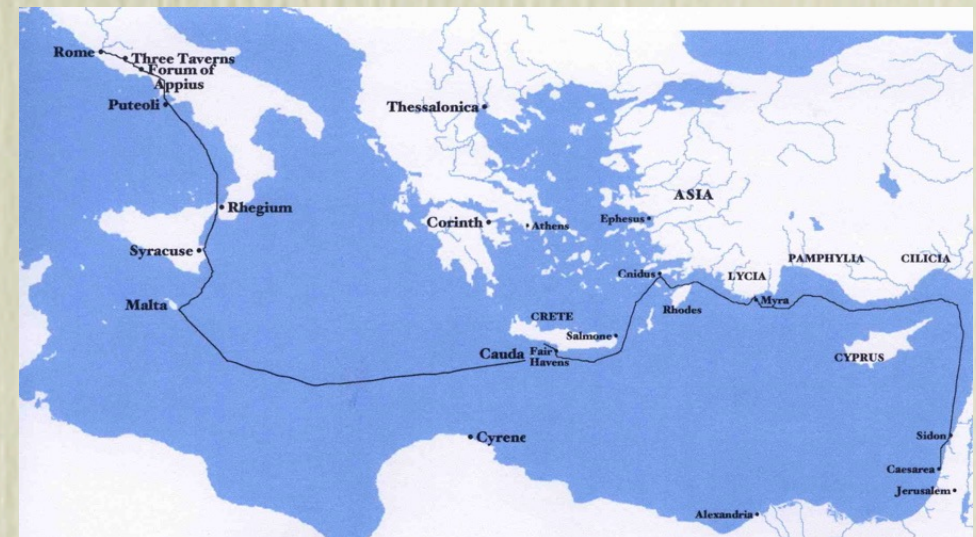 Rome
Three Taverns
Forum of
Appius
Puteoli
Thessalonica
ASIA
Rhegium
Corinth
Athens
Ephesus
Syracuse
Cnidus
LYCIA
PAMPHYLIA
CILICIA
Malta
Myra
Rhodes
CRETE
Salmone
Cauda
Fair
Havens
CYPRUS
Cyrene
Sidon
Caesarea
Jerusalem
Alexandria